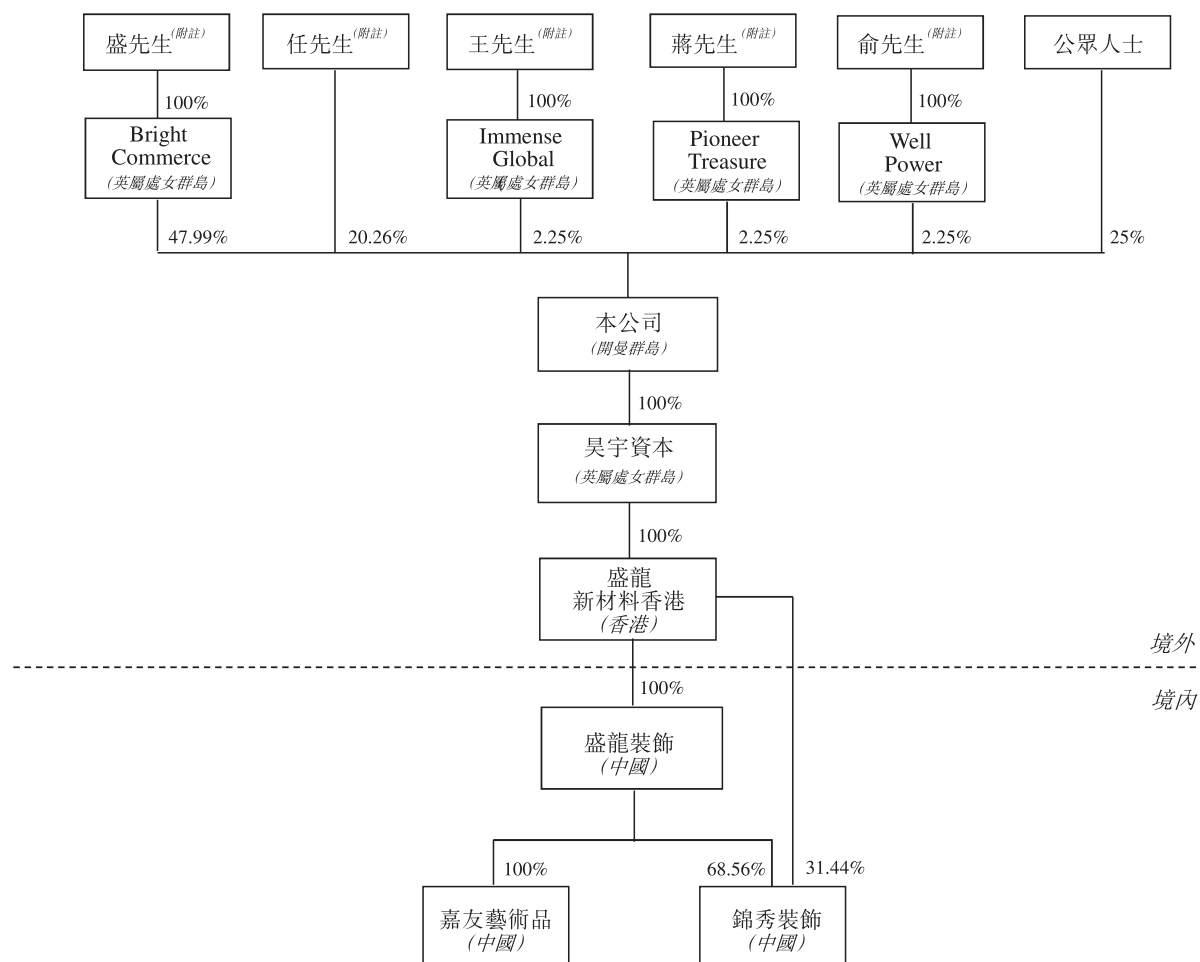 盛先生(附註)
任先生(附註)
王先生(附註)
蔣先生(附註)
俞先生(附註)
公眾人士
100%
100%
100%
100%
Bright
Commerce
(英屬處女群島)
Immense
Global
(英屬處女群島)
Pioneer
Treasure
(英屬處女群島)
Well
Power
(英屬處女群島)
47.99%
20.26%
2.25%
2.25%
2.25%
25%
本公司
(開曼群島)
100%
昊宇資本
(英屬處女群島)
100%
盛龍
新材料香港
(香港)
境外
100%
境內
盛龍裝飾
(中國)
100%
68.56%
31.44%
嘉友藝術品
(中國)
錦秀裝飾
(中國)